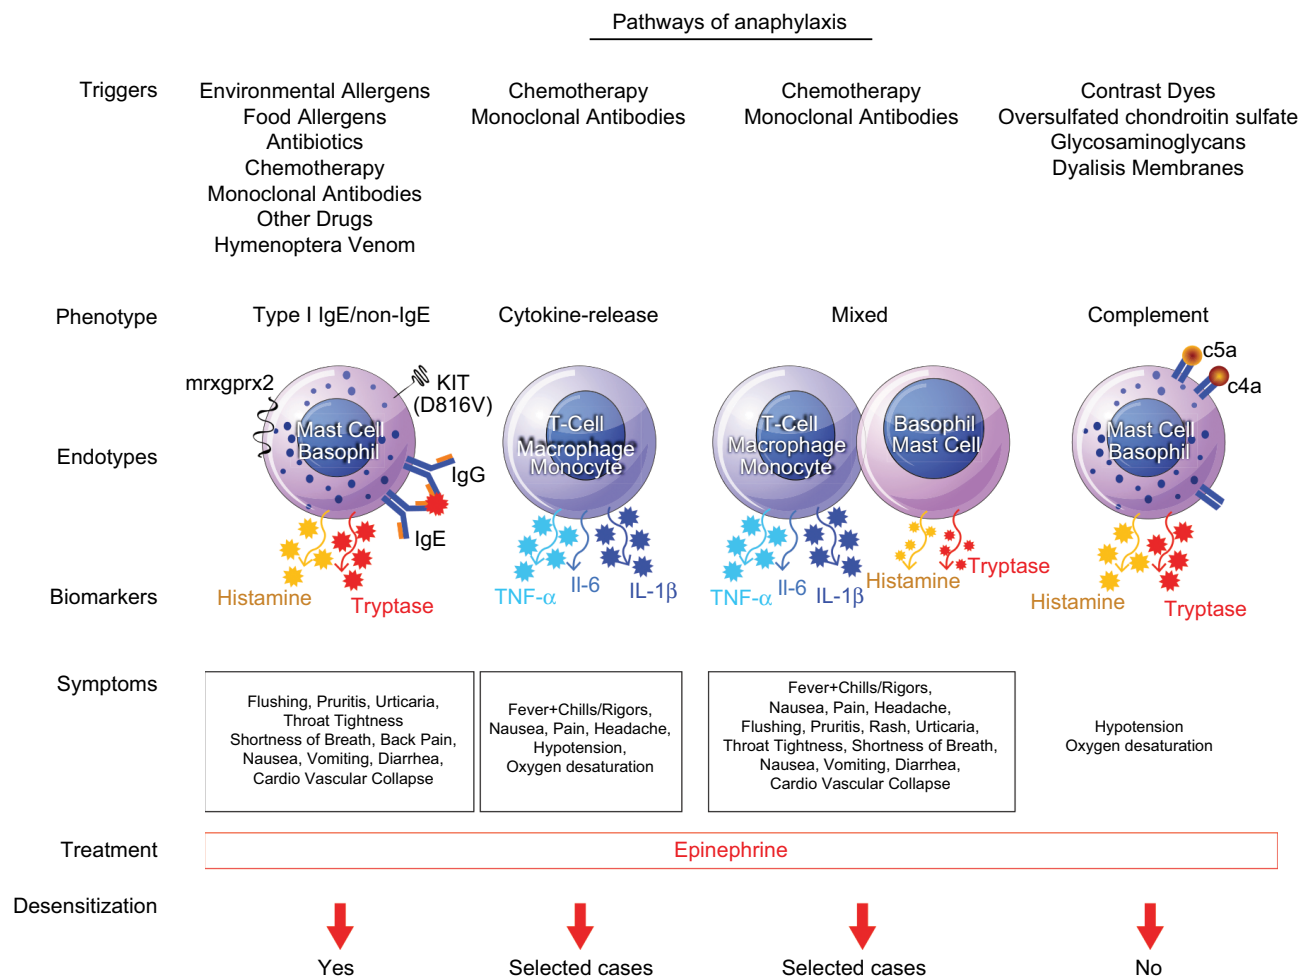 Pathways of anaphylaxis
Triggers
Environmental Allergens
Food Allergens
Antibiotics
Chemotherapy
Monoclonal Antibodies
Other Drugs
Hymenoptera Venom
Chemotherapy
Monoclonal Antibodies
Chemotherapy
Monoclonal Antibodies
Contrast Dyes
Oversulfated chondroitin sulfate
Glycosaminoglycans
Dyalisis Membranes
Phenotype
Type I IgE/non-IgE
Cytokine-release
Mixed
Complement
Endotypes
mrxgprx2
KIT
(D816V)
Mast Cell
Basophil
IgG
IgE
T-Cell
Macrophage
Monocyte
T-Cell
Macrophage
Monocyte
Basophil
Mast Cell
c5a
c4a
Mast Cell
Basophil
Biomarkers
Histamine
Tryptase
TNF-α
Il-6
IL-1β
TNF-α
Il-6
IL-1β
Histamine
Tryptase
Histamine
Tryptase
Symptoms
Flushing, Pruritis, Urticaria,
Throat Tightness
Shortness of Breath, Back Pain,
Nausea, Vomiting, Diarrhea,
Cardio Vascular Collapse
Fever+Chills/Rigors,
Nausea, Pain, Headache,
Hypotension,
Oxygen desaturation
Fever+Chills/Rigors,
Nausea, Pain, Headache,
Flushing, Pruritis, Rash, Urticaria,
Throat Tightness, Shortness of Breath,
Nausea, Vomiting, Diarrhea,
Cardio Vascular Collapse
Hypotension
Oxygen desaturation
Treatment
Epinephrine
Desensitization
Yes
Selected cases
Selected cases
No